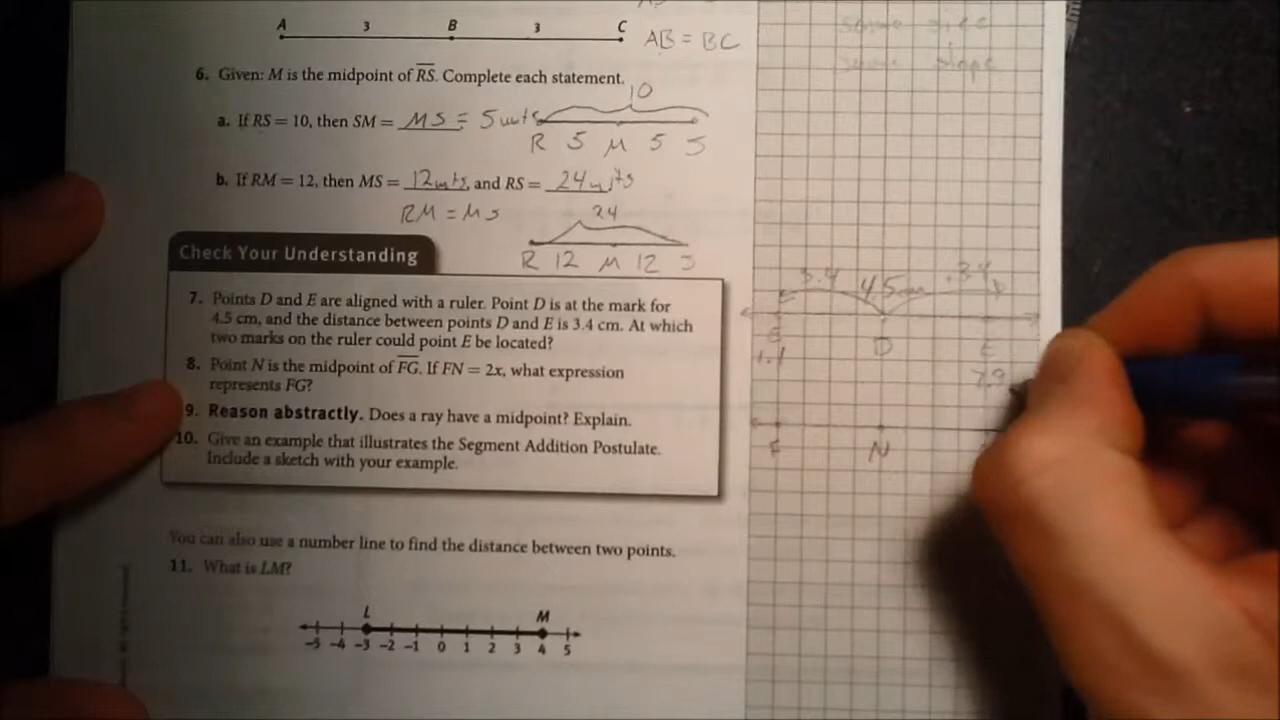 A 3 B 3 C
AB = BC
6. Given: M is the midpoint of RS. Complete each statement.
10
a. If RS = 10, then SM = MS = 5 units
R 5 M 5 S
b. If RM = 12, then MS = 12 units, and RS = 24 units
RM = MS
24
R 12 M 12 S
Check Your Understanding
7. Points D and E are aligned with a ruler. Point D is at the mark for
4.5 cm, and the distance between points D and E is 3.4 cm. At which
two marks on the ruler could point E be located?
8. Point N is the midpoint of FG. If FN = 2x, what expression
represents FG?
9. Reason abstractly. Does a ray have a midpoint? Explain.
10. Give an example that illustrates the Segment Addition Postulate.
Include a sketch with your example.
You can also use a number line to find the distance between two points.
11. What is LM?
L M
-5 -4 -3 -2 -1 0 1 2 3 4 5
same size
same shape
3.4 4.5cm 3.4
E D E
1.1 7.9
F N